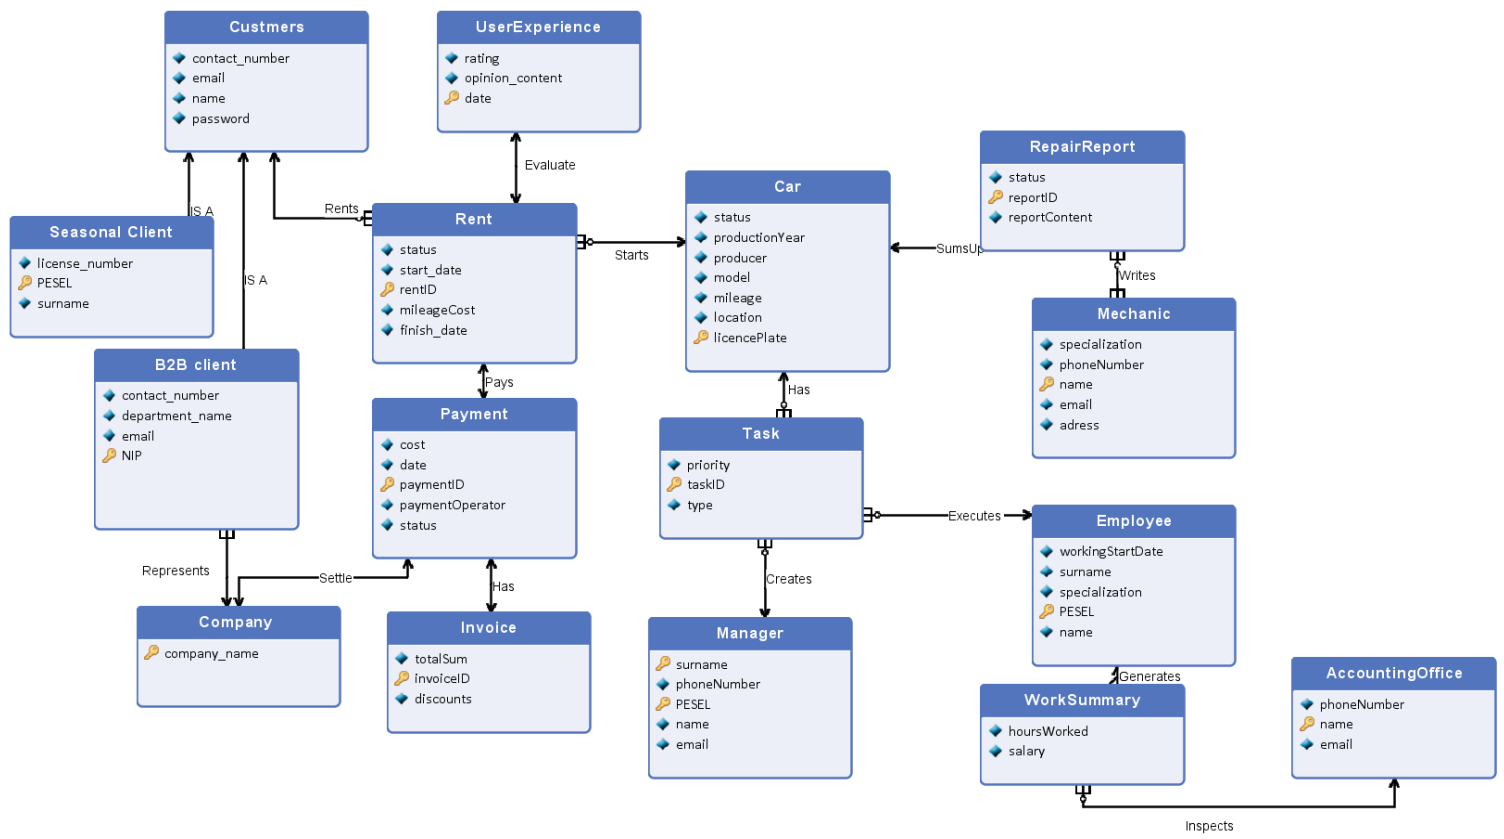 Custmers
contact_number
email
name
password
UserExperience
rating
opinion_content
date
Evaluate
RepairReport
status
reportID
reportContent
Car
status
productionYear
producer
model
mileage
location
licencePlate
Rents
Rent
status
start_date
rentID
mileageCost
finish_date
Starts
SumsUp
Writes
IS A
Seasonal Client
license_number
PESEL
surname
IS A
Mechanic
specialization
phoneNumber
name
email
adress
B2B client
contact_number
department_name
email
NIP
Pays
Has
Payment
cost
date
paymentID
paymentOperator
status
Task
priority
taskID
type
Executes
Employee
workingStartDate
surname
specialization
PESEL
name
Represents
Settle
Has
Creates
Company
company_name
Invoice
totalSum
invoiceID
discounts
Manager
surname
phoneNumber
PESEL
name
email
Generates
WorkSummary
hoursWorked
salary
AccountingOffice
phoneNumber
name
email
Inspects